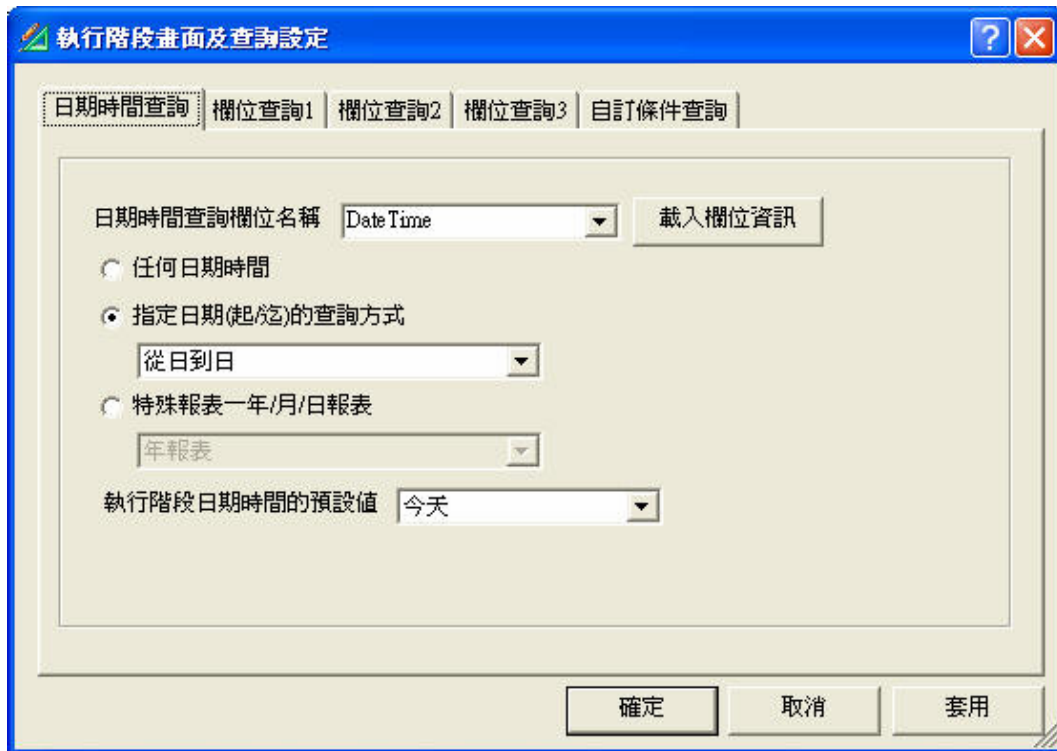 執行階段畫面及查詢設定
日期時間查詢 欄位查詢1 欄位查詢2 欄位查詢3 自訂條件查詢
日期時間查詢欄位名稱 DateTime 載入欄位資訊
任何日期時間
指定日期(起/迄)的查詢方式
從日到日
特殊報表—年/月/日報表
年報表
執行階段日期時間的預設值 今天
確定 取消 套用